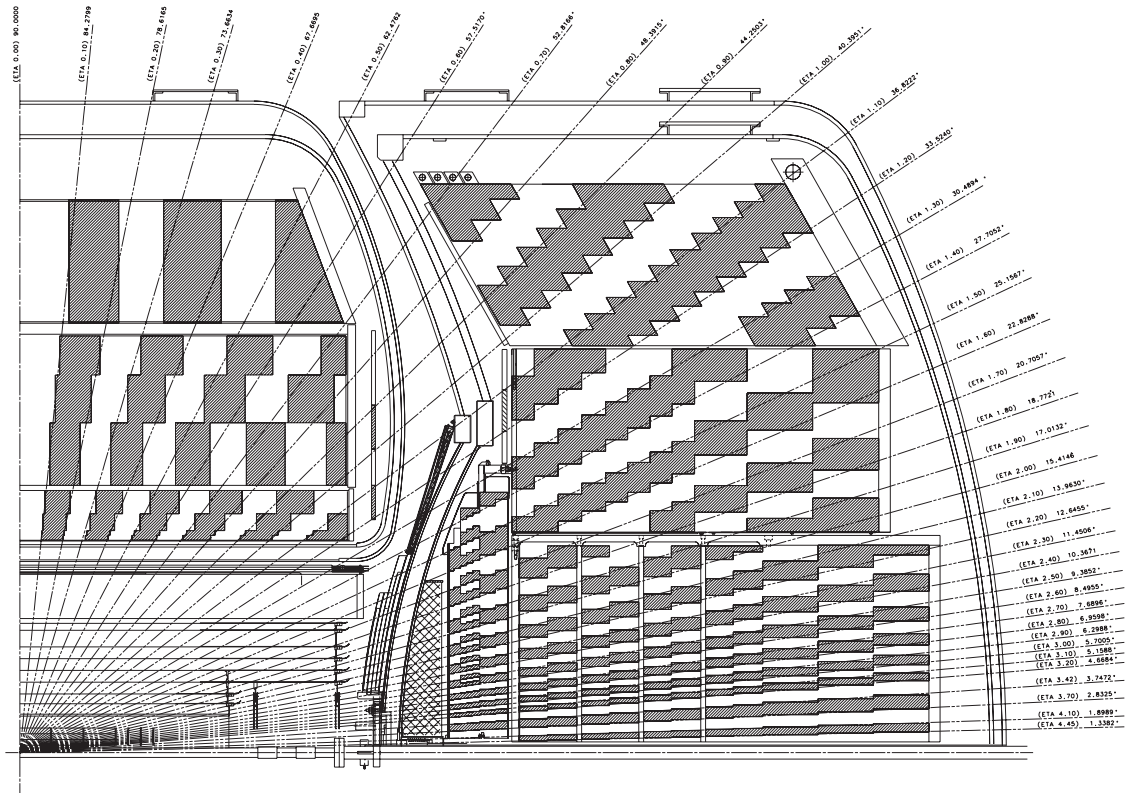 (ETA 0.00) 90.0000
(ETA 0.10) 84.2799
(ETA 0.20) 78.6165
(ETA 0.30) 73.6634
(ETA 0.40) 67.6695
(ETA 0.50) 62.4762
(ETA 0.60) 57.5170°
(ETA 0.70) 52.8166°
(ETA 0.80) 48.3915°
(ETA 0.90) 44.2503°
(ETA 1.00) 40.3951°
(ETA 1.10) 36.8222°
(ETA 1.20) 33.5240°
(ETA 1.30) 30.4894°
(ETA 1.40) 27.7052°
(ETA 1.50) 25.1567°
(ETA 1.60) 22.8288°
(ETA 1.70) 20.7057°
(ETA 1.80) 18.7721
(ETA 1.90) 17.0132°
(ETA 2.00) 15.4146
(ETA 2.10) 13.9630°
(ETA 2.20) 12.6455°
(ETA 2.30) 11.4506°
(ETA 2.40) 10.3671
(ETA 2.50) 9.3852°
(ETA 2.60) 8.4955°
(ETA 2.70) 7.6896°
(ETA 2.80) 6.9598°
(ETA 2.90) 6.2988°
(ETA 3.00) 5.7005°
(ETA 3.10) 5.1588°
(ETA 3.20) 4.6684°
(ETA 3.42) 3.7472°
(ETA 3.70) 2.8325°
(ETA 4.10) 1.8989°
(ETA 4.45) 1.3382°